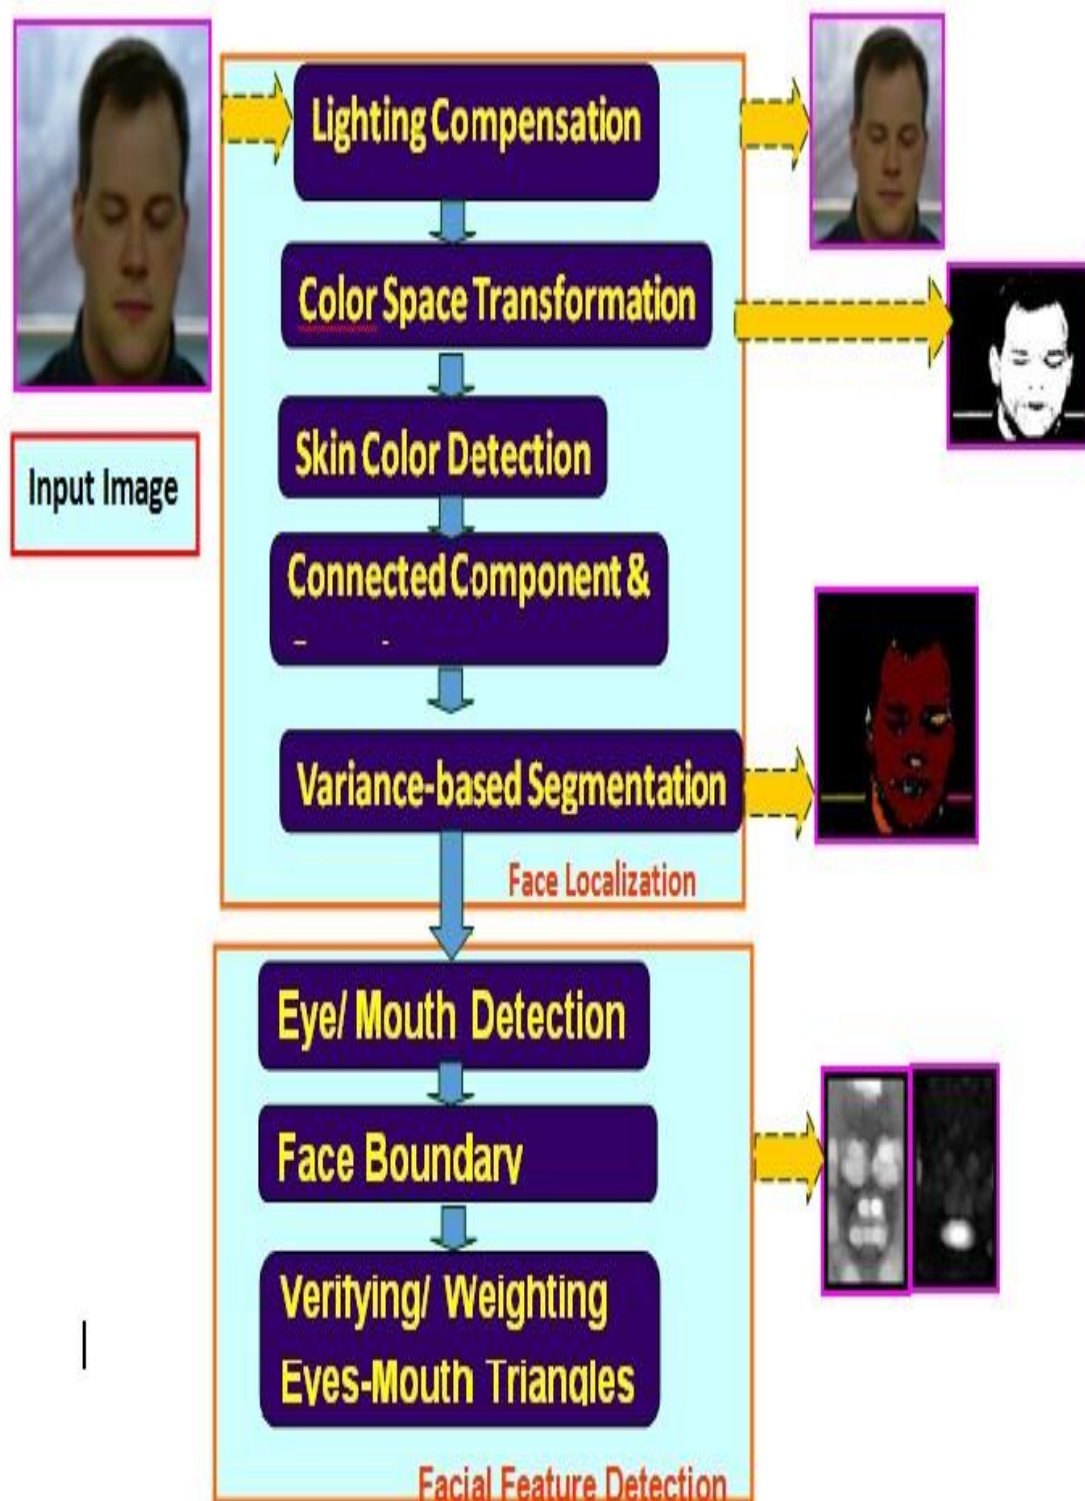 Lighting Compensation
Color Space Transformation
Skin Color Detection
Input Image
Connected Component &
Variance-based Segmentation
Face Localization
Eye/ Mouth Detection
Face Boundary
Verifying/ Weighting
Eyes-Mouth Triangles
Facial Feature Detection